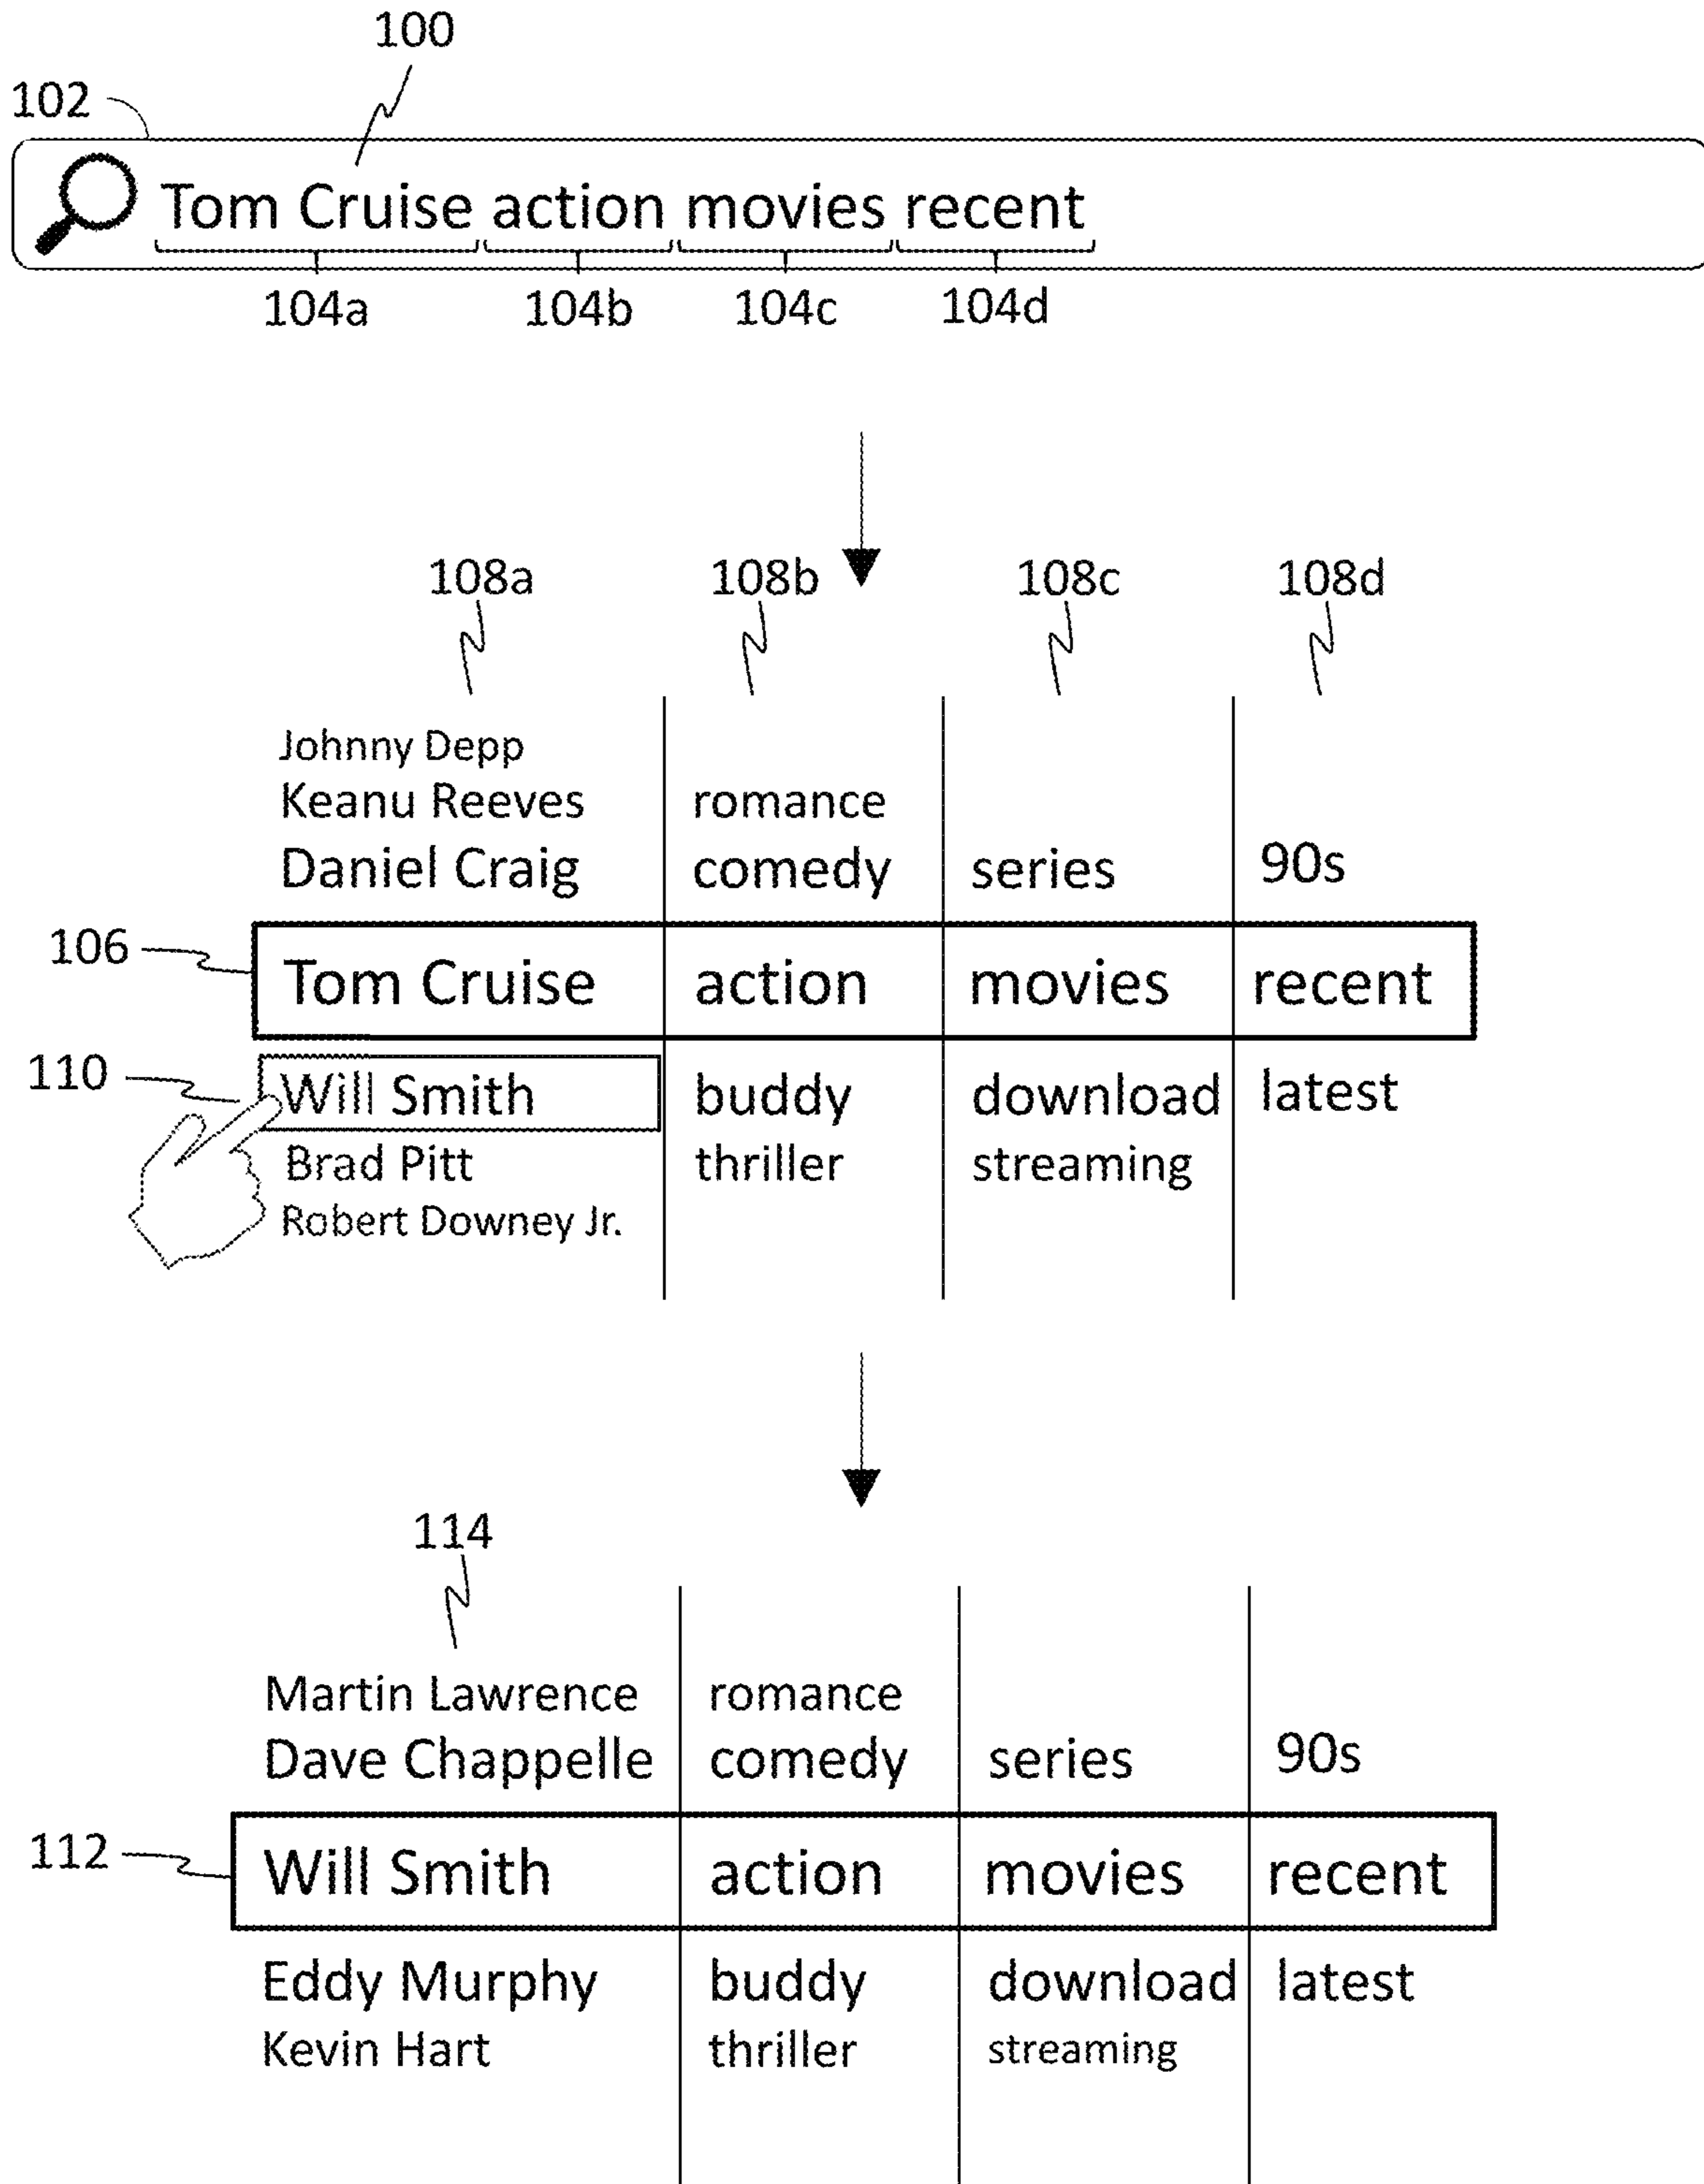 100
102
Tom Cruise action movies recent
104a 104b 104c 104d
108a 108b 108c 108d
Johnny Depp
Keanu Reeves romance
Daniel Craig comedy series 90s
106 Tom Cruise action movies recent
110 Will Smith buddy download latest
Brad Pitt thriller streaming
Robert Downey Jr.
114
Martin Lawrence romance
Dave Chappelle comedy series 90s
112 Will Smith action movies recent
Eddy Murphy buddy download latest
Kevin Hart thriller streaming